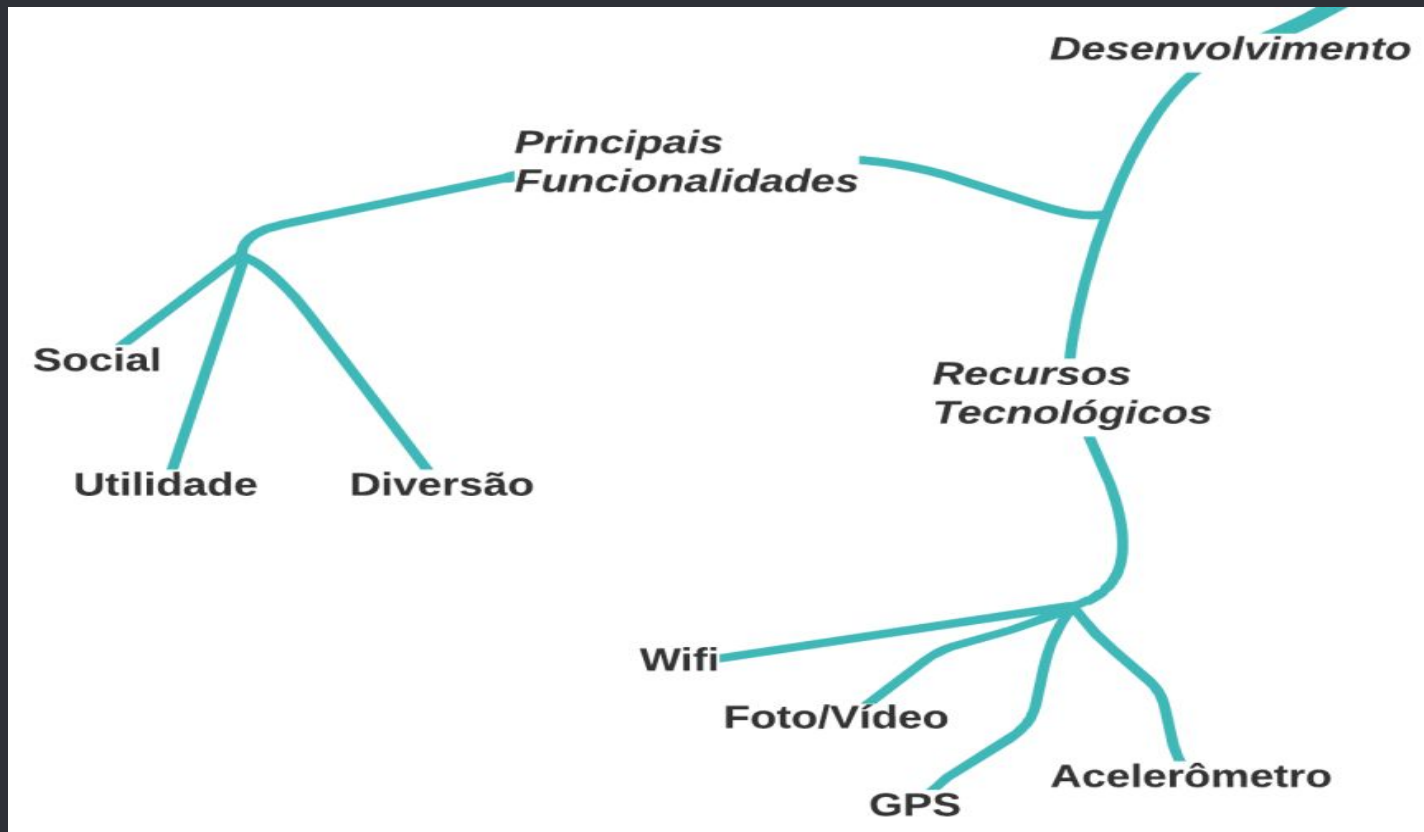 Desenvolvimento
Principais
Funcionalidades
Social
Utilidade
Diversão
Recursos
Tecnológicos
Wifi
Foto/Vídeo
GPS
Acelerômetro